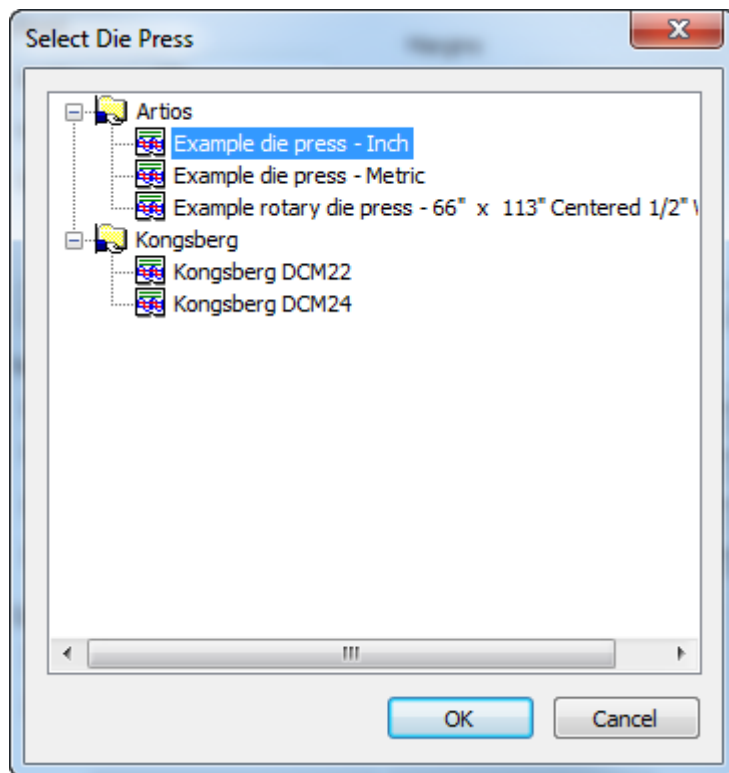 Select Die Press
Artios
Example die press - Inch
Example die press - Metric
Example rotary die press - 66" x 113" Centered 1/2"
Kongsberg
Kongsberg DCM22
Kongsberg DCM24
OK
Cancel